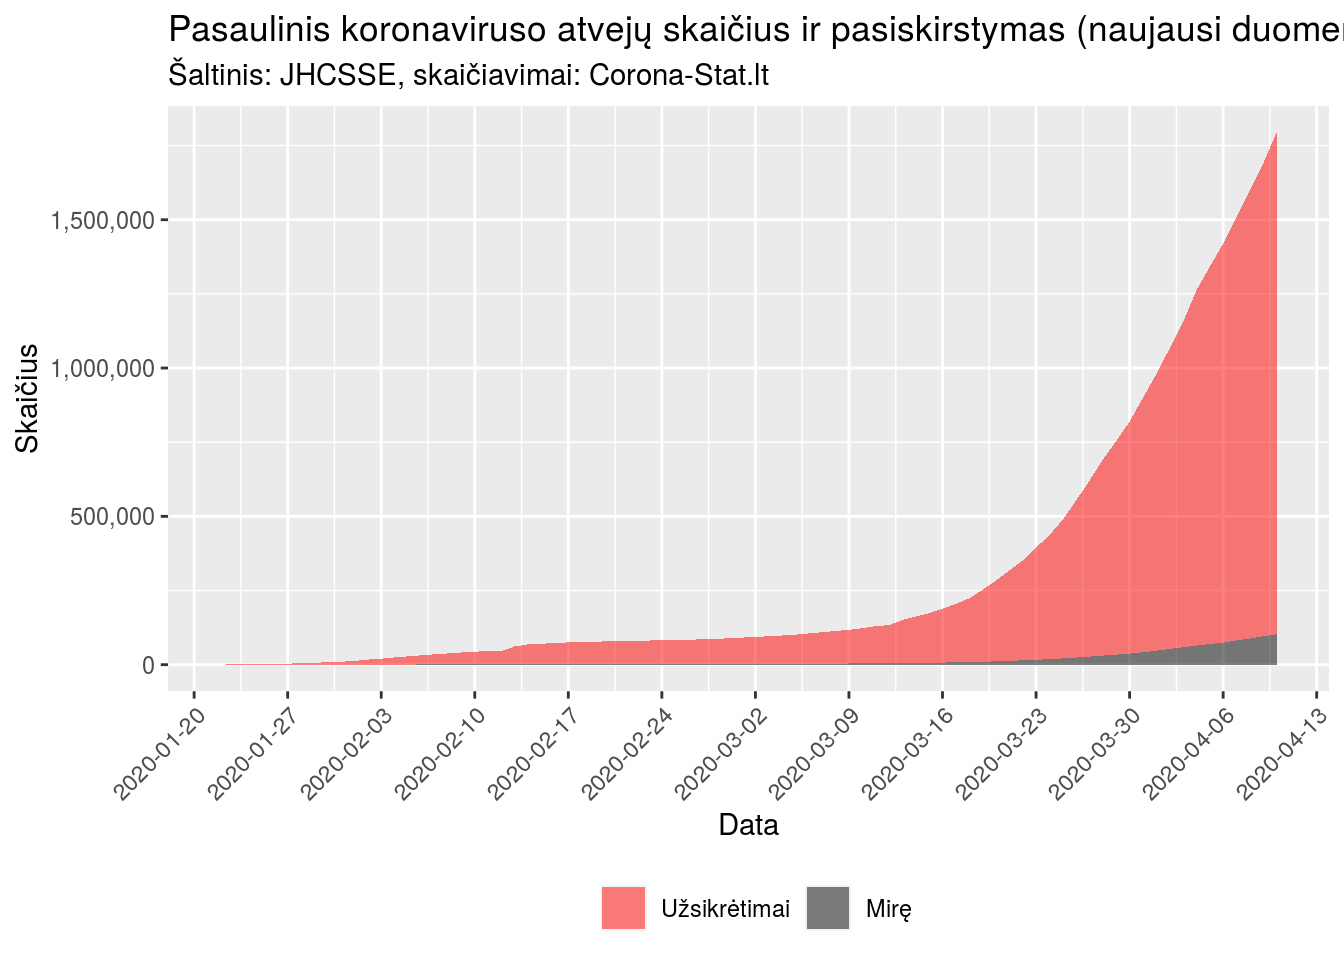 Pasaulinis koronaviruso atvejų skaičius ir pasiskirstymas (naujausi
Šaltinis: JHCSSE, skaičiavimai: Corona-Stat.lt
Skaičius
1,500,000
1,000,000
500,000
0
2020-01-20
2020-01-27
2020-02-03
2020-02-10
2020-02-17
2020-02-24
2020-03-02
2020-03-09
2020-03-16
2020-03-23
2020-03-30
2020-04-06
2020-04-13
Data
Užsikrėtimai
Mirę